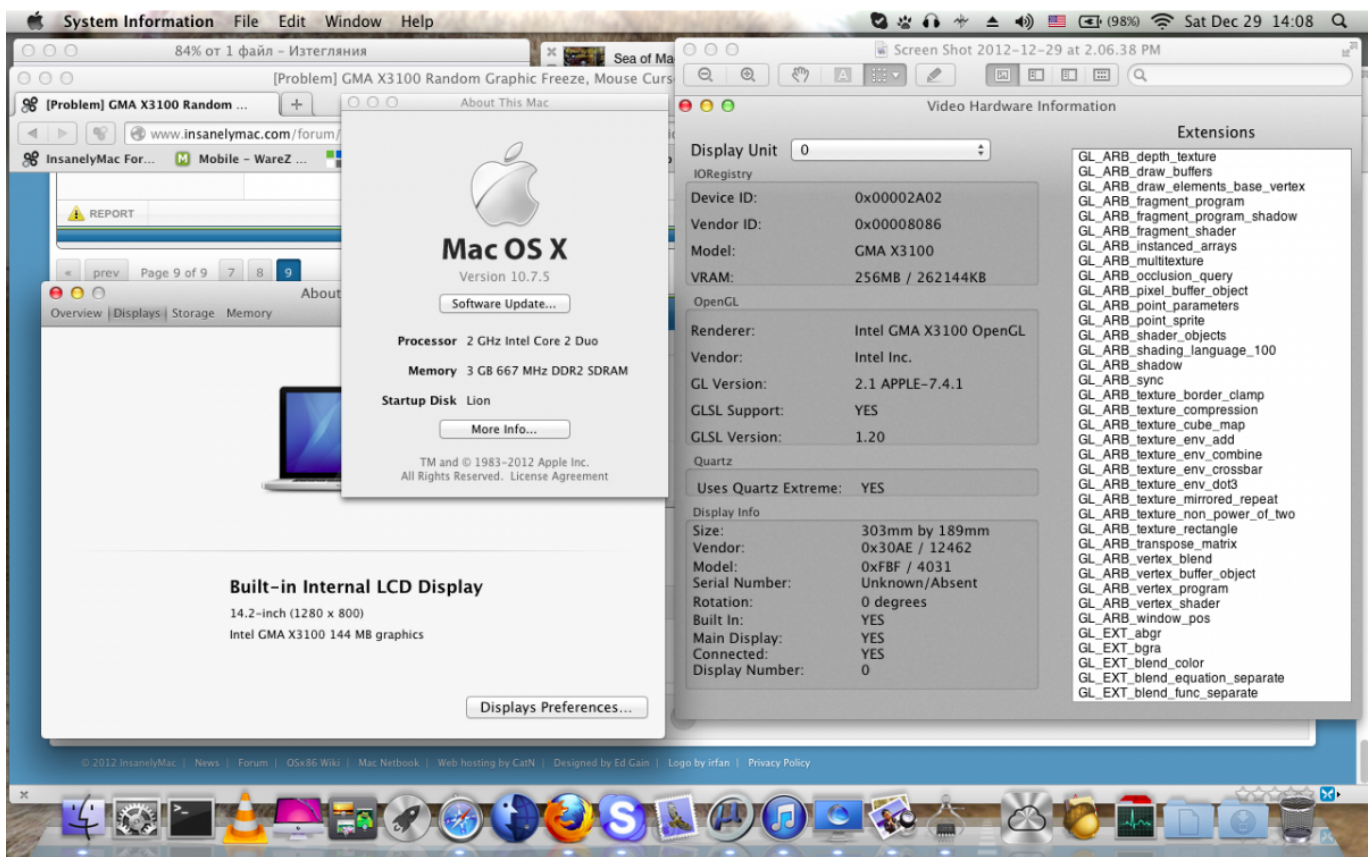 System Information File Edit Window Help
(98%) Sat Dec 29 14:08
84% от 1 файл – Изтегляния
Sea of Ma
[Problem] GMA X3100 Random Graphic Freeze, Mouse Curs
[Problem] GMA X3100 Random ...
www.insanelymac.com/forum/
InsanelyMac For... Mobile – WareZ ...
REPORT
« prev Page 9 of 9 7 8 9
About
Overview Displays Storage Memory
Built-in Internal LCD Display
14.2-inch (1280 x 800)
Intel GMA X3100 144 MB graphics
Displays Preferences...
About This Mac
Mac OS X
Version 10.7.5
Software Update...
Processor 2 GHz Intel Core 2 Duo
Memory 3 GB 667 MHz DDR2 SDRAM
Startup Disk Lion
More Info...
TM and © 1983–2012 Apple Inc.
All Rights Reserved. License Agreement
Screen Shot 2012-12-29 at 2.06.38 PM
Video Hardware Information
Display Unit 0
IORegistry
Device ID: 0x00002A02
Vendor ID: 0x00008086
Model: GMA X3100
VRAM: 256MB / 262144KB
OpenGL
Renderer: Intel GMA X3100 OpenGL
Vendor: Intel Inc.
GL Version: 2.1 APPLE-7.4.1
GLSL Support: YES
GLSL Version: 1.20
Quartz
Uses Quartz Extreme: YES
Display Info
Size: 303mm by 189mm
Vendor: 0x30AE / 12462
Model: 0xFBF / 4031
Serial Number: Unknown/Absent
Rotation: 0 degrees
Built In: YES
Main Display: YES
Connected: YES
Display Number: 0
Extensions
GL_ARB_depth_texture
GL_ARB_draw_buffers
GL_ARB_draw_elements_base_vertex
GL_ARB_fragment_program
GL_ARB_fragment_program_shadow
GL_ARB_fragment_shader
GL_ARB_instanced_arrays
GL_ARB_multitexture
GL_ARB_occlusion_query
GL_ARB_pixel_buffer_object
GL_ARB_point_parameters
GL_ARB_point_sprite
GL_ARB_shader_objects
GL_ARB_shading_language_100
GL_ARB_shadow
GL_ARB_sync
GL_ARB_texture_border_clamp
GL_ARB_texture_compression
GL_ARB_texture_cube_map
GL_ARB_texture_env_add
GL_ARB_texture_env_combine
GL_ARB_texture_env_crossbar
GL_ARB_texture_env_dot3
GL_ARB_texture_mirrored_repeat
GL_ARB_texture_non_power_of_two
GL_ARB_texture_rectangle
GL_ARB_transpose_matrix
GL_ARB_vertex_blend
GL_ARB_vertex_buffer_object
GL_ARB_vertex_program
GL_ARB_vertex_shader
GL_ARB_window_pos
GL_EXT_abgr
GL_EXT_bgra
GL_EXT_blend_color
GL_EXT_blend_equation_separate
GL_EXT_blend_func_separate
© 2012 InsanelyMac | News | Forum | OSx86 Wiki | Mac Netbook | Web hosting by CatN | Designed by Ed Gain | Logo by irfan | Privacy Policy